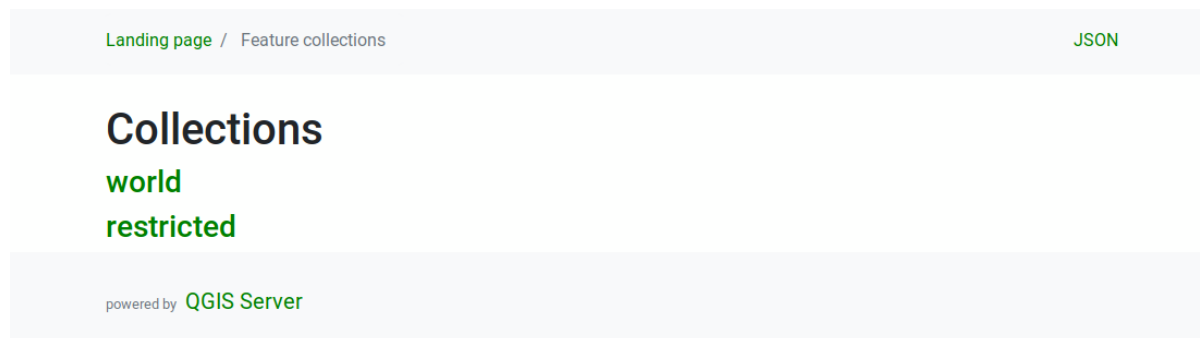 Landing page / Feature collections JSON
Collections
world
restricted
powered by QGIS Server